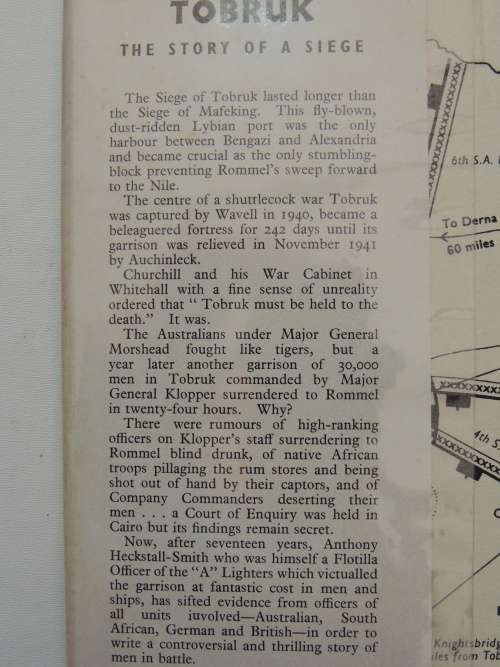 TOBRUK
THE STORY OF A SIEGE
The Siege of Tobruk lasted longer than
the Siege of Mafeking. This fly-blown,
dust-ridden Lybian port was the only
harbour between Bengazi and Alexandria
and became crucial as the only stumbling-
block preventing Rommel's sweep forward
to the Nile.
The centre of a shuttlecock war Tobruk
was captured by Wavell in 1940, became a
beleaguered fortress for 242 days until its
garrison was relieved in November 1941
by Auchinleck.
Churchill and his War Cabinet in
Whitehall with a fine sense of unreality
ordered that " Tobruk must be held to the
death." It was.
The Australians under Major General
Morshead fought like tigers, but a
year later another garrison of 30,000
men in Tobruk commanded by Major
General Klopper surrendered to Rommel
in twenty-four hours. Why?
There were rumours of high-ranking
officers on Klopper's staff surrendering to
Rommel blind drunk, of native African
troops pillaging the rum stores and being
shot out of hand by their captors, and of
Company Commanders deserting their
men . . . a Court of Enquiry was held in
Cairo but its findings remain secret.
Now, after seventeen years, Anthony
Heckstall-Smith who was himself a Flotilla
Officer of the "A" Lighters which victualled
the garrison at fantastic cost in men and
ships, has sifted evidence from officers of
all units iuvolved—Australian, South
African, German and British—in order to
write a controversial and thrilling story of
men in battle.
6th S.A.
To Derna
60 miles
4th S.
Knightsbridg
iles from Tob